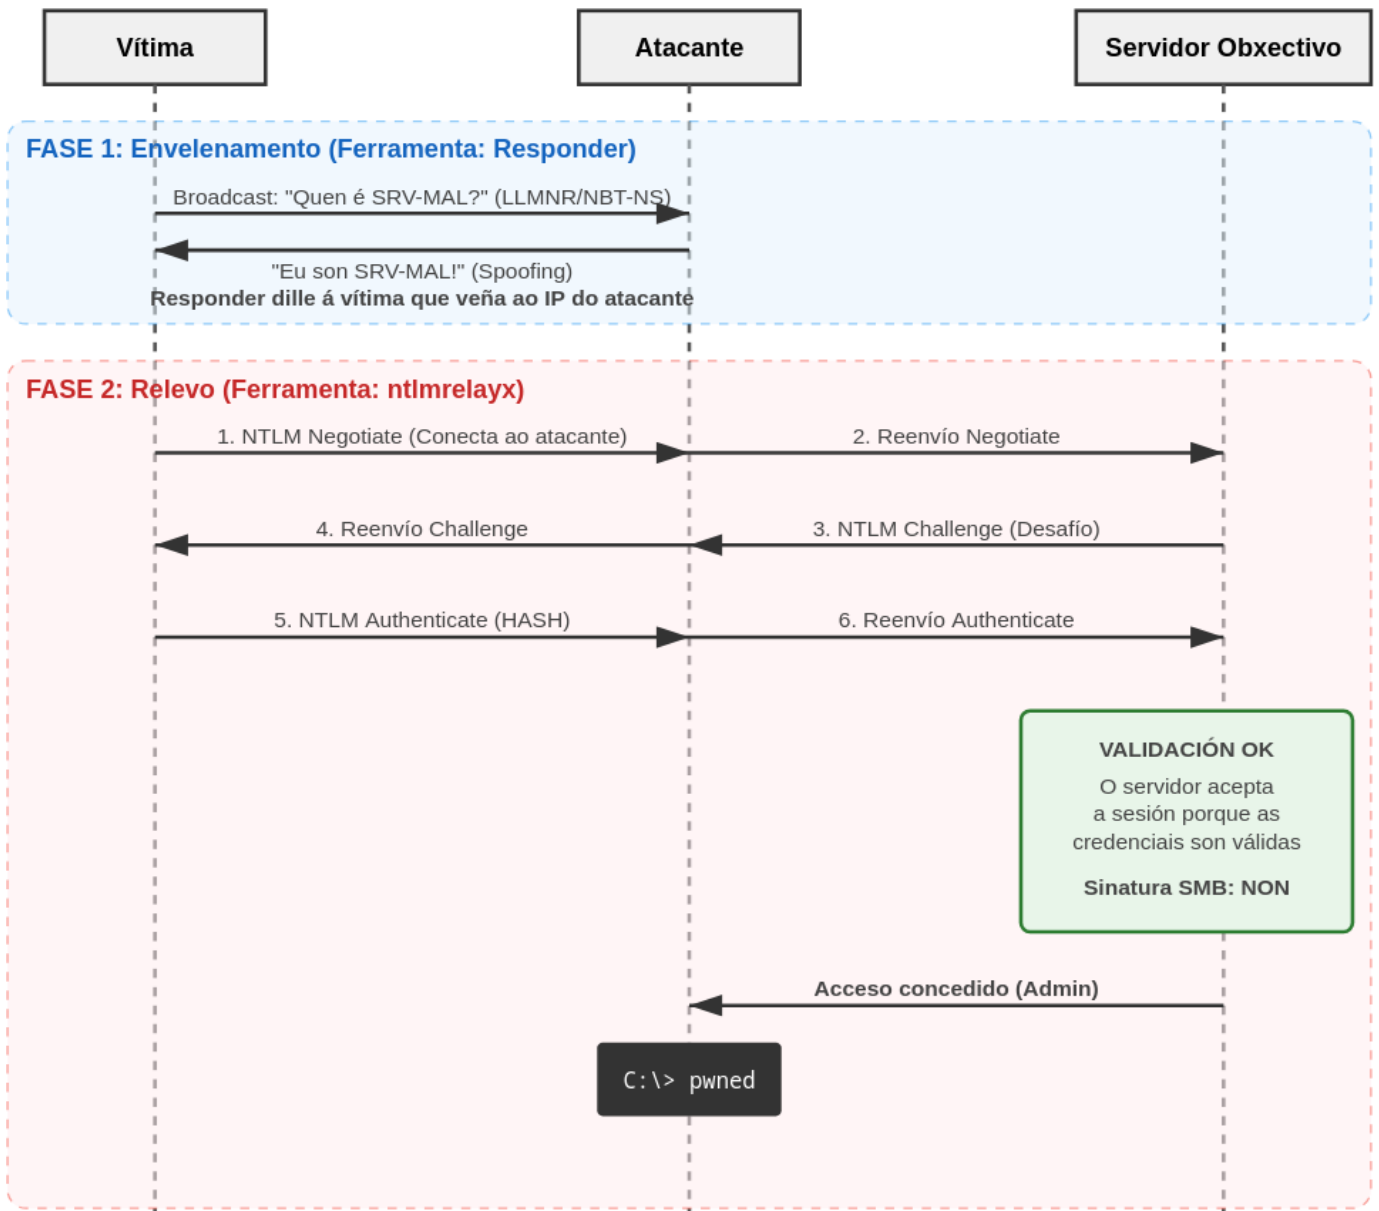 Vítima
Atacante
Servidor Obxectivo
FASE 1: Envelenamento (Ferramenta: Responder)
Broadcast: "Quen é SRV-MAL?" (LLMNR/NBT-NS)
"Eu son SRV-MAL!" (Spoofing)
Responder dille á vítima que veña ao IP do atacante
FASE 2: Relevo (Ferramenta: ntlmrelayx)
1. NTLM Negotiate (Conecta ao atacante)
2. Reenvío Negotiate
4. Reenvío Challenge
3. NTLM Challenge (Desafío)
5. NTLM Authenticate (HASH)
6. Reenvío Authenticate
VALIDACIÓN OK
O servidor acepta
a sesión porque as
credenciais son válidas
Sinatura SMB: NON
Acceso concedido (Admin)
C:\> pwned